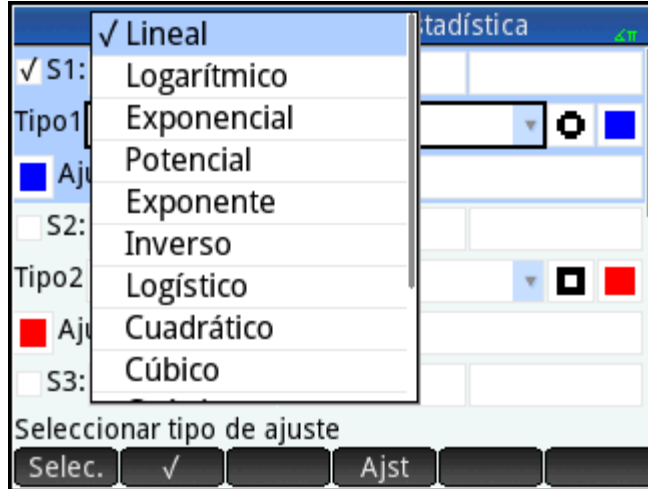 tadística
∡π
√ Lineal
Logarítmico
Exponencial
Potencial
Exponente
Inverso
Logístico
Cuadrático
Cúbico
√ S1:
Tipo1
Aju
S2:
Tipo2
Aju
S3:
Seleccionar tipo de ajuste
Selec. √ Ajst